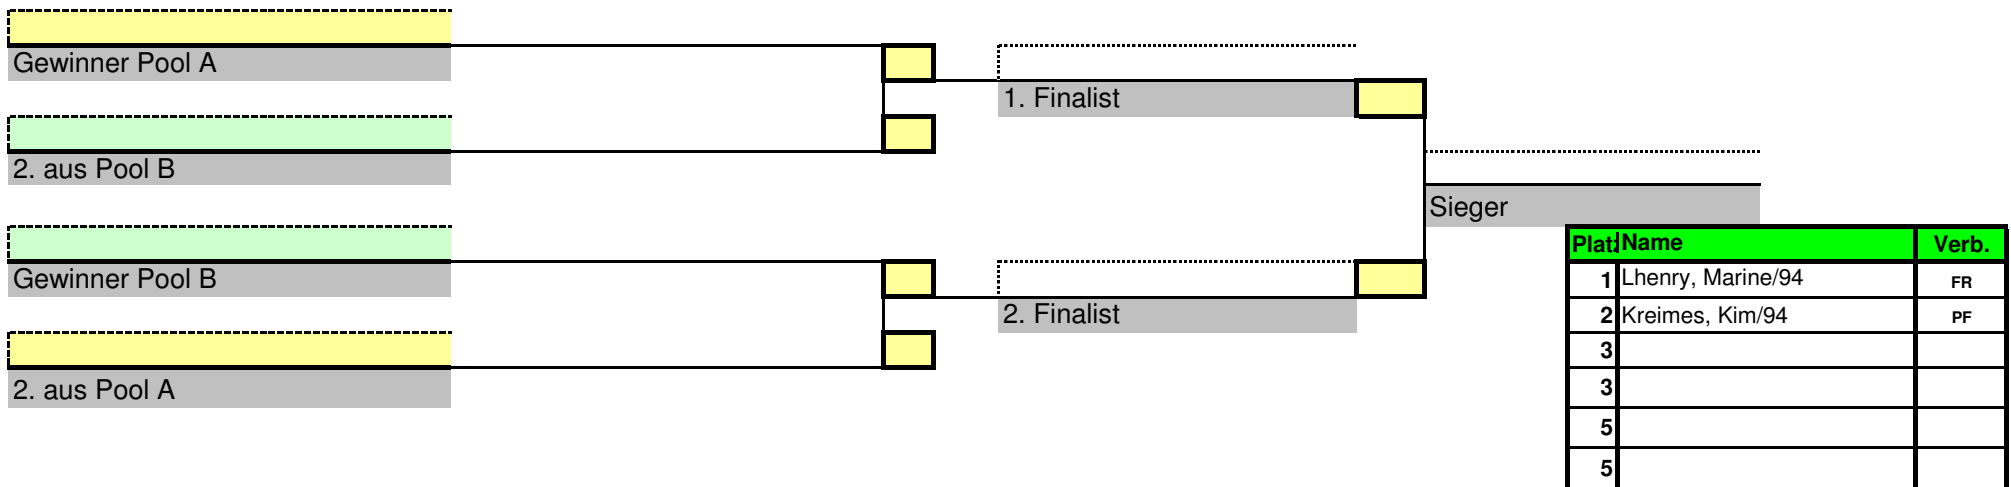 Gewinner Pool A
1. Finalist
2. aus Pool B
Sieger
Gewinner Pool B
2. Finalist
2. aus Pool A
Platz Name Verb.
1 Lhenry, Marine/94 FR
2 Kreimes, Kim/94 PF
3
3
5
5